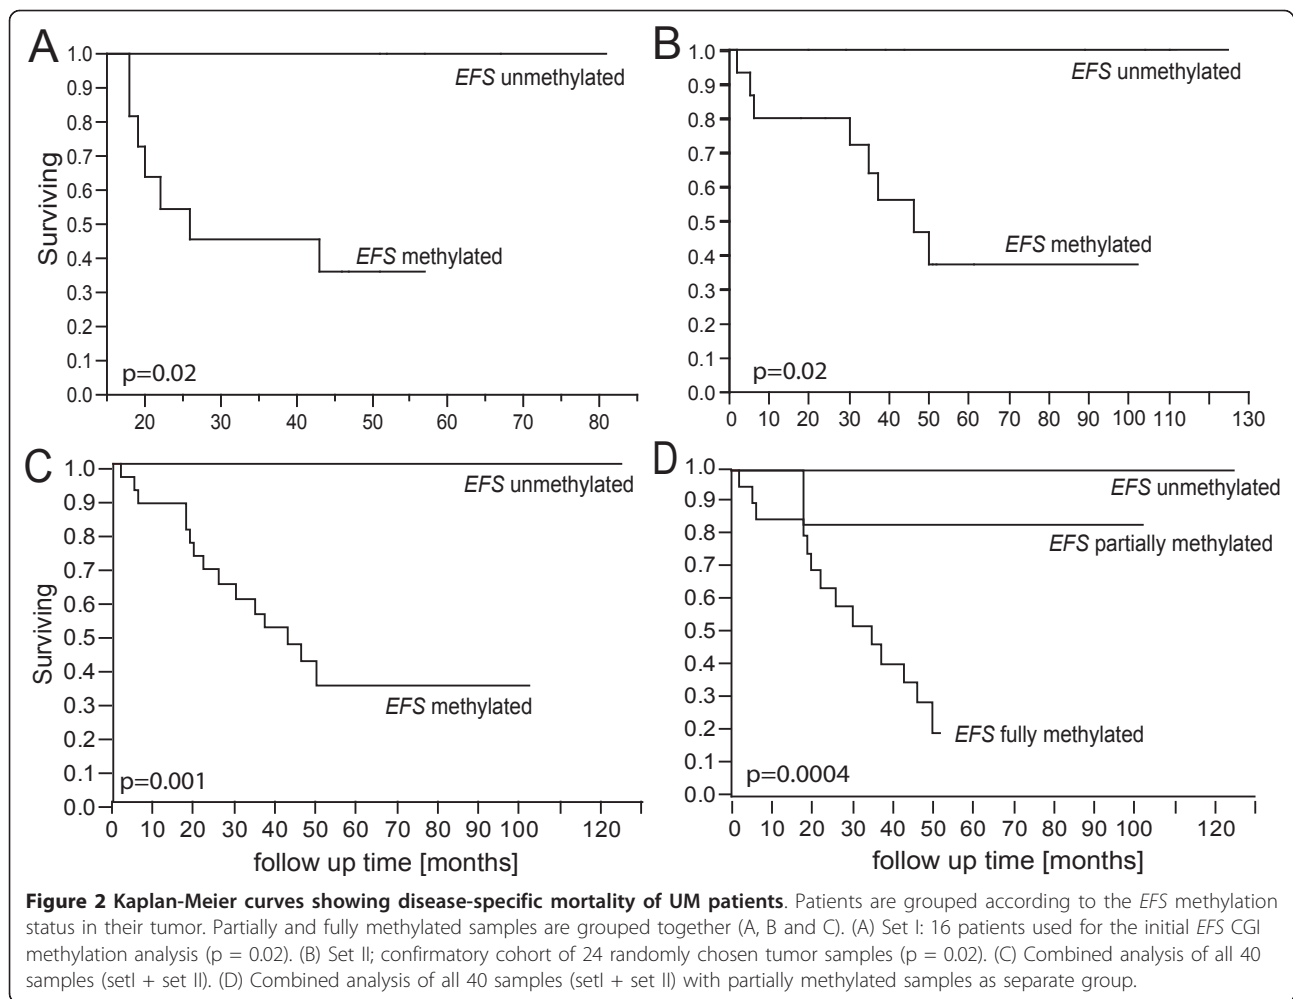 A
1.0
0.9
0.8
0.7
0.6
0.5
0.4
0.3
0.2
0.1
0.0
Surviving
EFS unmethylated
EFS methylated
p=0.02
20 30 40 50 60 70 80
B
1.0
0.9
0.8
0.7
0.6
0.5
0.4
0.3
0.2
0.1
0.0
EFS unmethylated
EFS methylated
p=0.02
0 10 20 30 40 50 60 70 80 90 100 110 130
C
1.0
0.9
0.8
0.7
0.6
0.5
0.4
0.3
0.2
0.1
0.0
Surviving
EFS unmethylated
EFS methylated
p=0.001
0 10 20 30 40 50 60 70 80 100 120
follow up time [months]
D
1.0
0.9
0.8
0.7
0.6
0.5
0.4
0.3
0.2
0.1
0.0
EFS unmethylated
EFS partially methylated
EFS fully methylated
p=0.0004
0 10 20 30 40 50 60 70 80 100 120
follow up time [months]
Figure 2 Kaplan-Meier curves showing disease-specific mortality of UM patients. Patients are grouped according to the EFS methylation
status in their tumor. Partially and fully methylated samples are grouped together (A, B and C). (A) Set I: 16 patients used for the initial EFS CGI
methylation analysis (p = 0.02). (B) Set II; confirmatory cohort of 24 randomly chosen tumor samples (p = 0.02). (C) Combined analysis of all 40
samples (setI + set II). (D) Combined analysis of all 40 samples (setI + set II) with partially methylated samples as separate group.